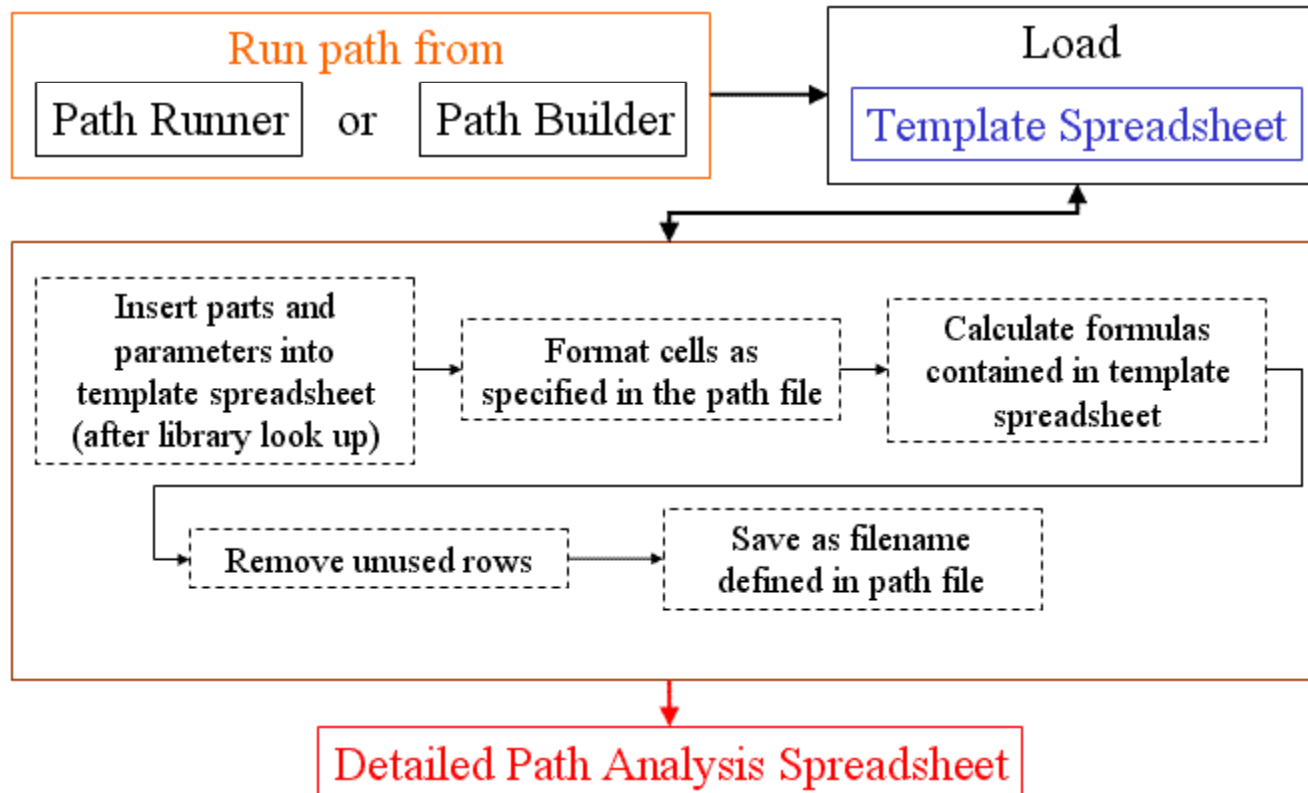 Run path from
Path Runner or Path Builder
Load
Template Spreadsheet
Insert parts and
parameters into
template spreadsheet
(after library look up)
Format cells as
specified in the path file
Calculate formulas
contained in template
spreadsheet
Remove unused rows
Save as filename
defined in path file
Detailed Path Analysis Spreadsheet